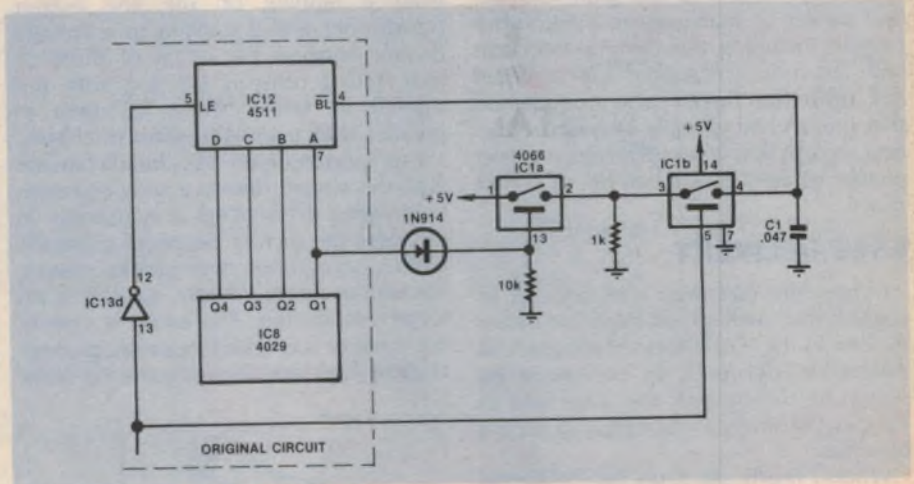 5
LE
IC12
4511
BL
4
D C B A
7
4066
IC1a
+5V
1
2
13
1N914
1k
10k
+5V
IC1b
14
3
4
5
7
C1
.047
12
IC13d
13
Q4 Q3 Q2 Q1
IC6
4029
ORIGINAL CIRCUIT